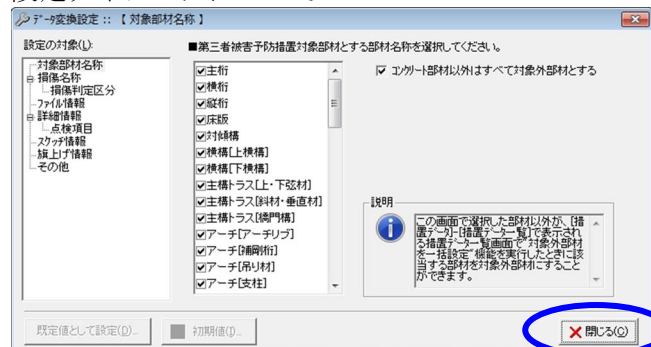 データ変換設定 :: 【 対象部材名称 】
設定の対象(L):
対象部材名称
損傷名称
損傷判定区分
ファイル情報
詳細情報
点検項目
スケッチ情報
旗上げ情報
その他
■第三者被害予防措置対象部材とする部材名称を選択してください。
主桁
横桁
縦桁
床版
対傾構
横構[上横構]
横構[下横構]
主構トラス[上・下弦材]
主構トラス[斜材・垂直材]
主構トラス[橋門構]
アーチ[アーチリブ]
アーチ[補剛桁]
アーチ[吊り材]
アーチ[支柱]
コンクリート部材以外はすべて対象外部材とする
説明
この画面で選択した部材以外が、[措
置データ]-[措置データ一覧]で表示され
る措置データ一覧画面で"対象外部材
を一括設定"機能を実行したときに該
当する部材を対象外部材にすること
ができます。
既定値として設定(D)...
初期値(I)...
閉じる(C)